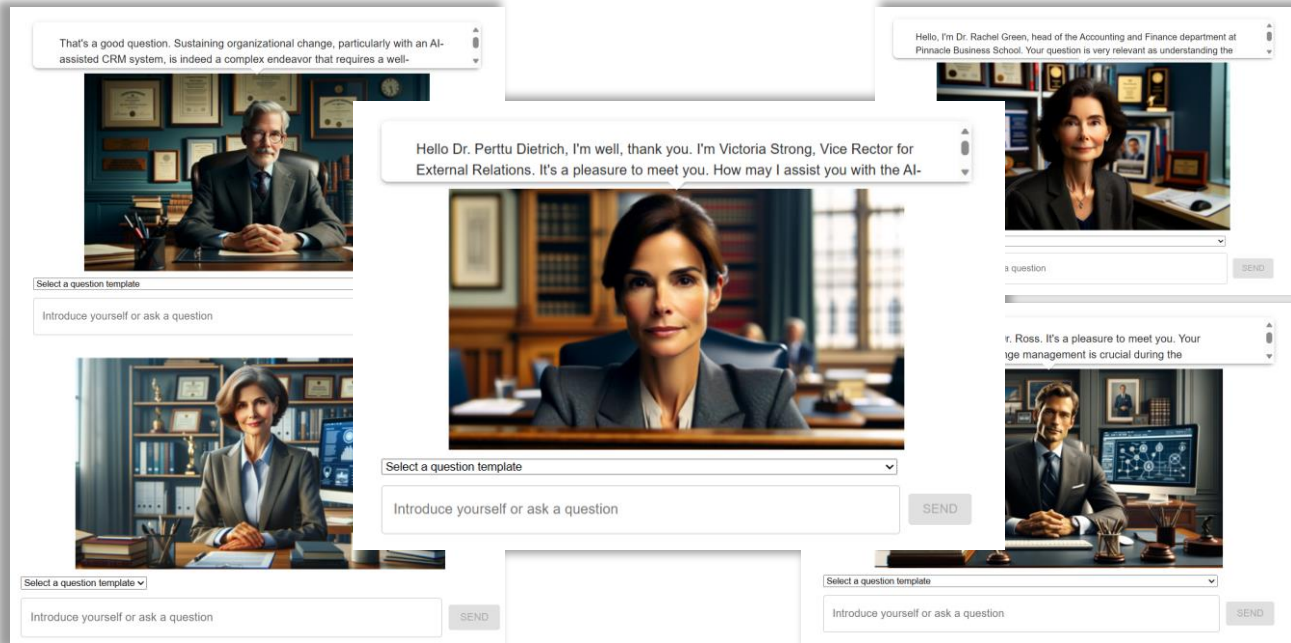 That's a good question. Sustaining organizational change, particularly with an AI-
assisted CRM system, is indeed a complex endeavor that requires a well-
Select a question template
Introduce yourself or ask a question
Select a question template
Introduce yourself or ask a question
SEND
Hello Dr. Perttu Dietrich, I'm well, thank you. I'm Victoria Strong, Vice Rector for
External Relations. It's a pleasure to meet you. How may I assist you with the AI-
Select a question template
Introduce yourself or ask a question
SEND
Hello, I'm Dr. Rachel Green, head of the Accounting and Finance department at
Pinnacle Business School. Your question is very relevant as understanding the
a question
SEND
r. Ross. It's a pleasure to meet you. Your
nge management is crucial during the
Select a question template
Introduce yourself or ask a question
SEND